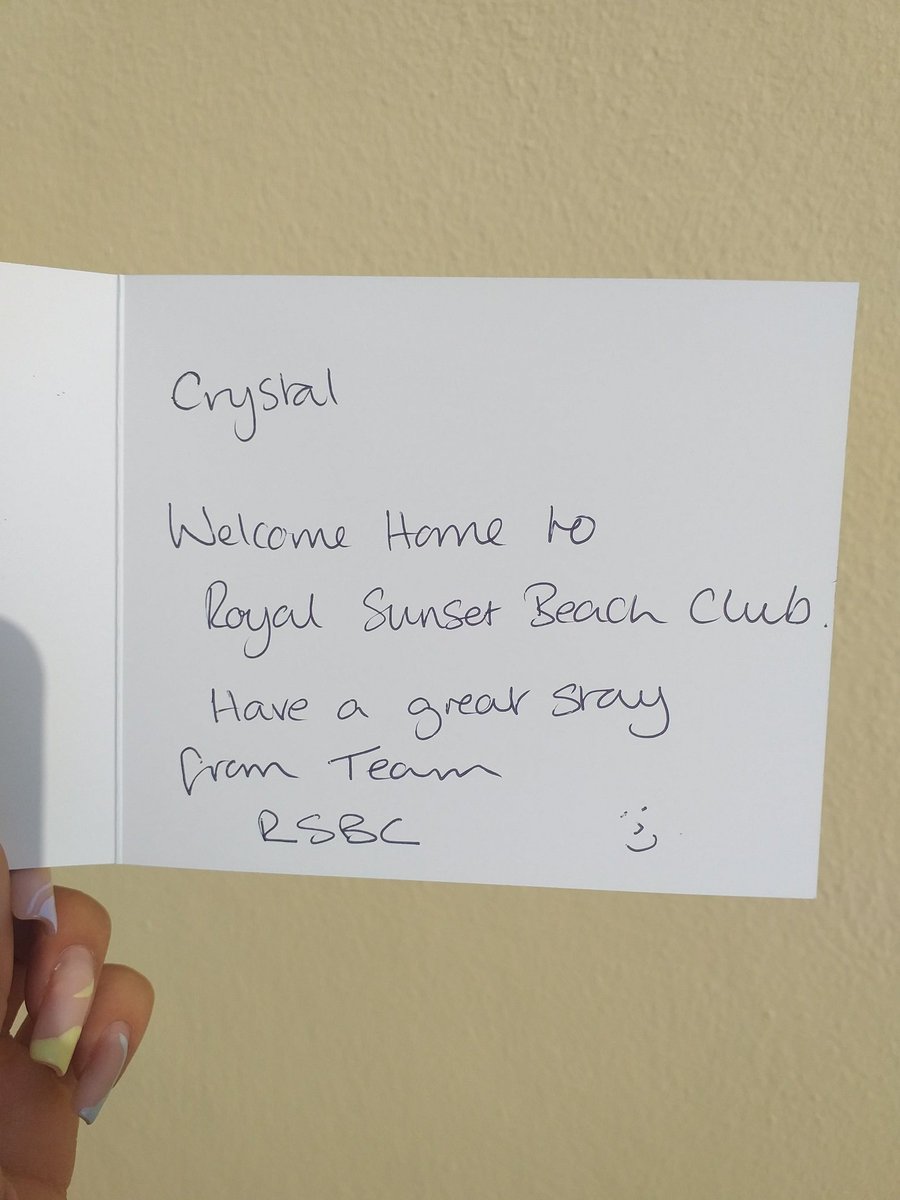 Crystal
Welcome Home to
Royal Sunset Beach Club.
Have a great stay
from Team
RSBC